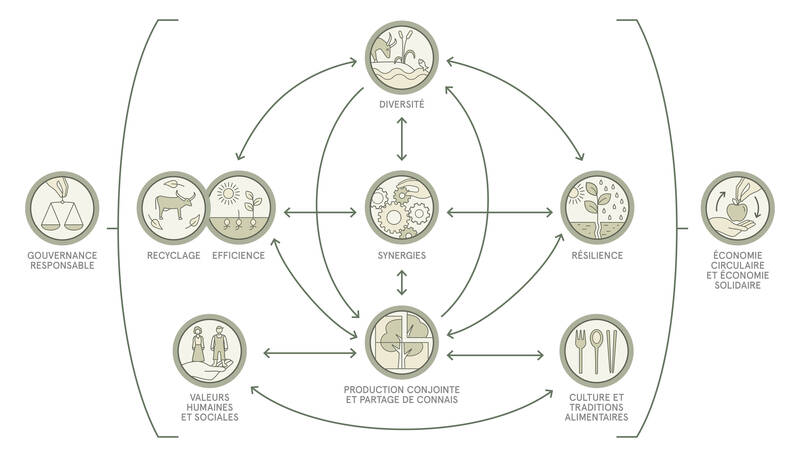 DIVERSITÉ
GOUVERNANCE
RESPONSABLE
RECYCLAGE
EFFICIENCE
SYNERGIES
RÉSILIENCE
ÉCONOMIE
CIRCULAIRE
ET ÉCONOMIE
SOLIDAIRE
VALEURS
HUMAINES
ET SOCIALES
PRODUCTION CONJOINTE
ET PARTAGE DE CONNAIS
CULTURE ET
TRADITIONS
ALIMENTAIRES